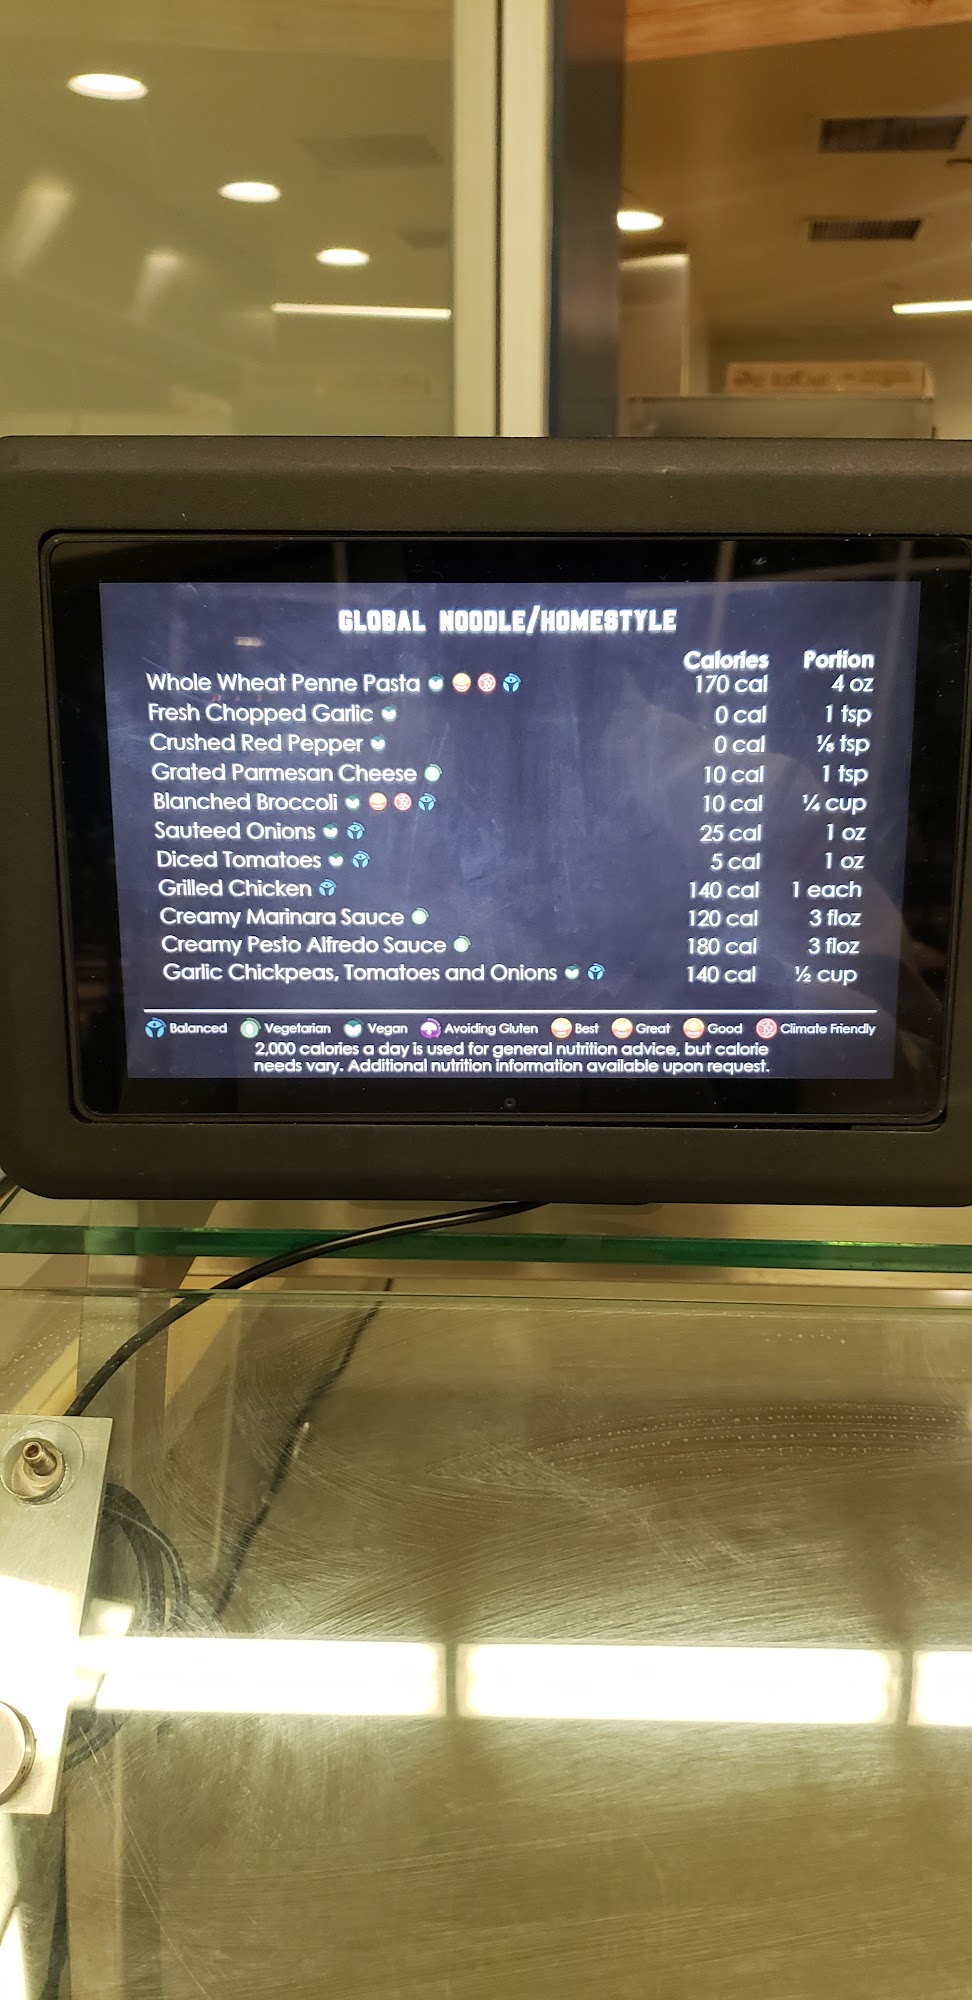 GLOBAL NOODLE/HOMESTYLE
Calories Portion
Whole Wheat Penne Pasta 170 cal 4 oz
Fresh Chopped Garlic 0 cal 1 tsp
Crushed Red Pepper 0 cal ⅛ tsp
Grated Parmesan Cheese 10 cal 1 tsp
Blanched Broccoli 10 cal ¼ cup
Sauteed Onions 25 cal 1 oz
Diced Tomatoes 5 cal 1 oz
Grilled Chicken 140 cal 1 each
Creamy Marinara Sauce 120 cal 3 floz
Creamy Pesto Alfredo Sauce 180 cal 3 floz
Garlic Chickpeas, Tomatoes and Onions 140 cal ½ cup
Balanced Vegetarian Vegan Avoiding Gluten Best Great Good Climate Friendly
2,000 calories a day is used for general nutrition advice, but calorie
needs vary. Additional nutrition information available upon request.